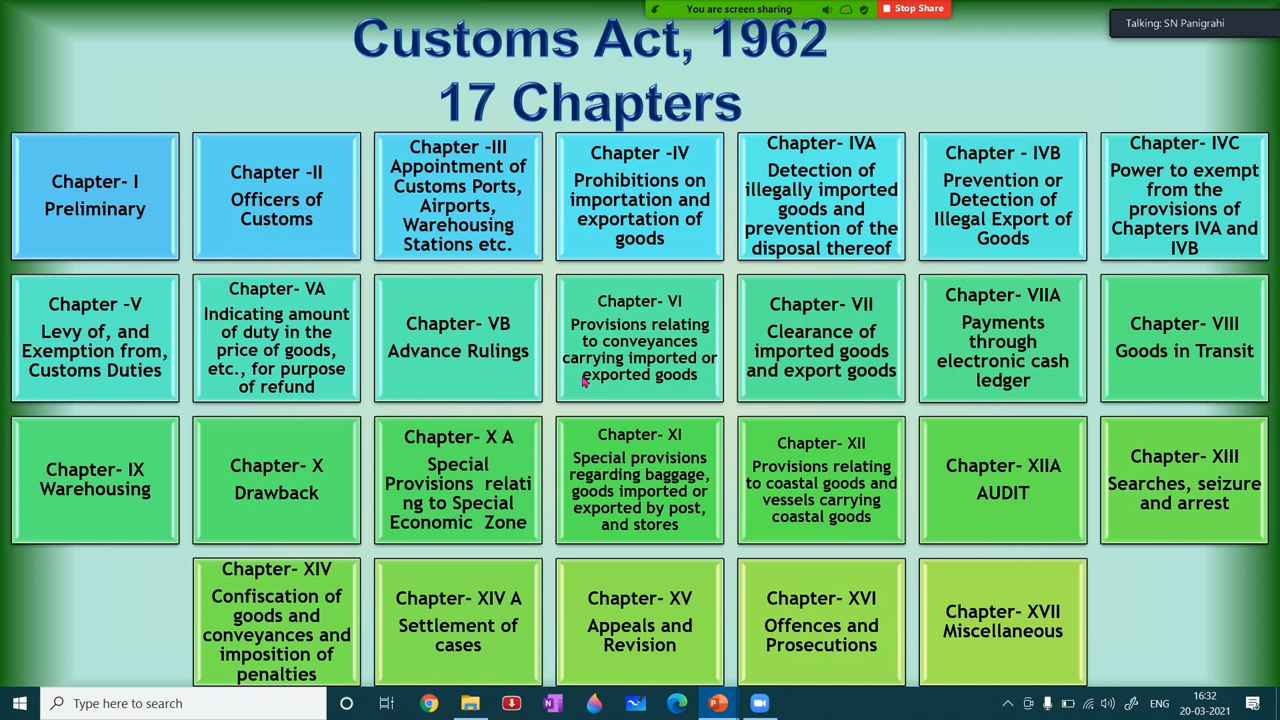 You are screen sharing
Stop Share
Talking: SN Panigrahi
Customs Act, 1962
17 Chapters
Chapter- I
Preliminary
Chapter -II
Officers of
Customs
Chapter -III
Appointment of
Customs Ports,
Airports,
Warehousing
Stations etc.
Chapter -IV
Prohibitions on
importation and
exportation of
goods
Chapter- IVA
Detection of
illegally imported
goods and
prevention of the
disposal thereof
Chapter - IVB
Prevention or
Detection of
Illegal Export of
Goods
Chapter- IVC
Power to exempt
from the
provisions of
Chapters IVA and
IVB
Chapter -V
Levy of, and
Exemption from,
Customs Duties
Chapter- VA
Indicating amount
of duty in the
price of goods,
etc., for purpose
of refund
Chapter- VB
Advance Rulings
Chapter- VI
Provisions relating
to conveyances
carrying imported or
exported goods
Chapter- VII
Clearance of
imported goods
and export goods
Chapter- VIIA
Payments
through
electronic cash
ledger
Chapter- VIII
Goods in Transit
Chapter- IX
Warehousing
Chapter- X
Drawback
Chapter- X A
Special
Provisions relati
ng to Special
Economic Zone
Chapter- XI
Special provisions
regarding baggage,
goods imported or
exported by post,
and stores
Chapter- XII
Provisions relating
to coastal goods and
vessels carrying
coastal goods
Chapter- XIIA
AUDIT
Chapter- XIII
Searches, seizure
and arrest
Chapter- XIV
Confiscation of
goods and
conveyances and
imposition of
penalties
Chapter- XIV A
Settlement of
cases
Chapter- XV
Appeals and
Revision
Chapter- XVI
Offences and
Prosecutions
Chapter- XVII
Miscellaneous
Type here to search
ENG
16:32
20-03-2021